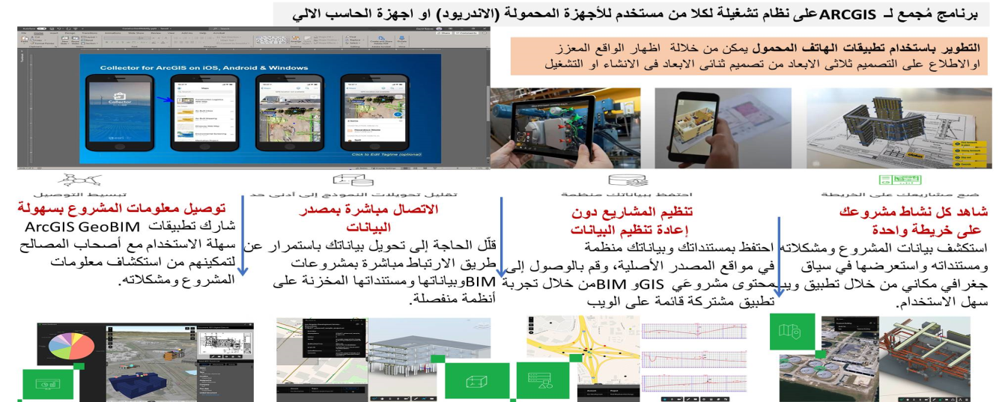 برنامج مُجمع لـ ARCGIS على نظام تشغيلة لكلا من مستخدم للأجهزة المحمولة (الاندريود) او اجهزة الحاسب الالي
التطوير باستخدام تطبيقات الهاتف المحمول يمكن من خلالة اظهار الواقع المعزز
اوالاطلاع على التصميم ثلاثى الابعاد من تصميم ثنائى الابعاد فى الانشاء او التشغيل
Collector for ArcGIS on iOS, Android & Windows
Collector
Click to Edit Tagline (optional)
ضع مشاريعك على الخريطة
شاهد كل نشاط مشروعك
على خريطة واحدة
استكشف بيانات المشروع ومشكلاته
ومستنداته واستعرضها في سياق
جغرافي مكاني من خلال تطبيق ويب
سهل الاستخدام.
احتفظ ببياناتك منظمة
تنظيم المشاريع دون
إعادة تنظيم البيانات
احتفظ بمستنداتك وبياناتك منظمة
في مواقع المصدر الأصلية، وقم بالوصول إلى
محتوى مشروعَي GIS و BIM من خلال تجربة
تطبيق مشتركة قائمة على الويب
تقليل تحويلات النموذج إلى أدنى حد
الاتصال مباشرة بمصدر
البيانات
قلّل الحاجة إلى تحويل بياناتك باستمرار عن
طريق الارتباط مباشرة بمشروعات
BIM وبياناتها ومستنداتها المخزنة على
أنظمة منفصلة.
تبسيط التوصيل
توصيل معلومات المشروع بسهولة
شارك تطبيقات ArcGIS GeoBIM
سهلة الاستخدام مع أصحاب المصالح
لتمكينهم من استكشاف معلومات
المشروع ومشكلاته.